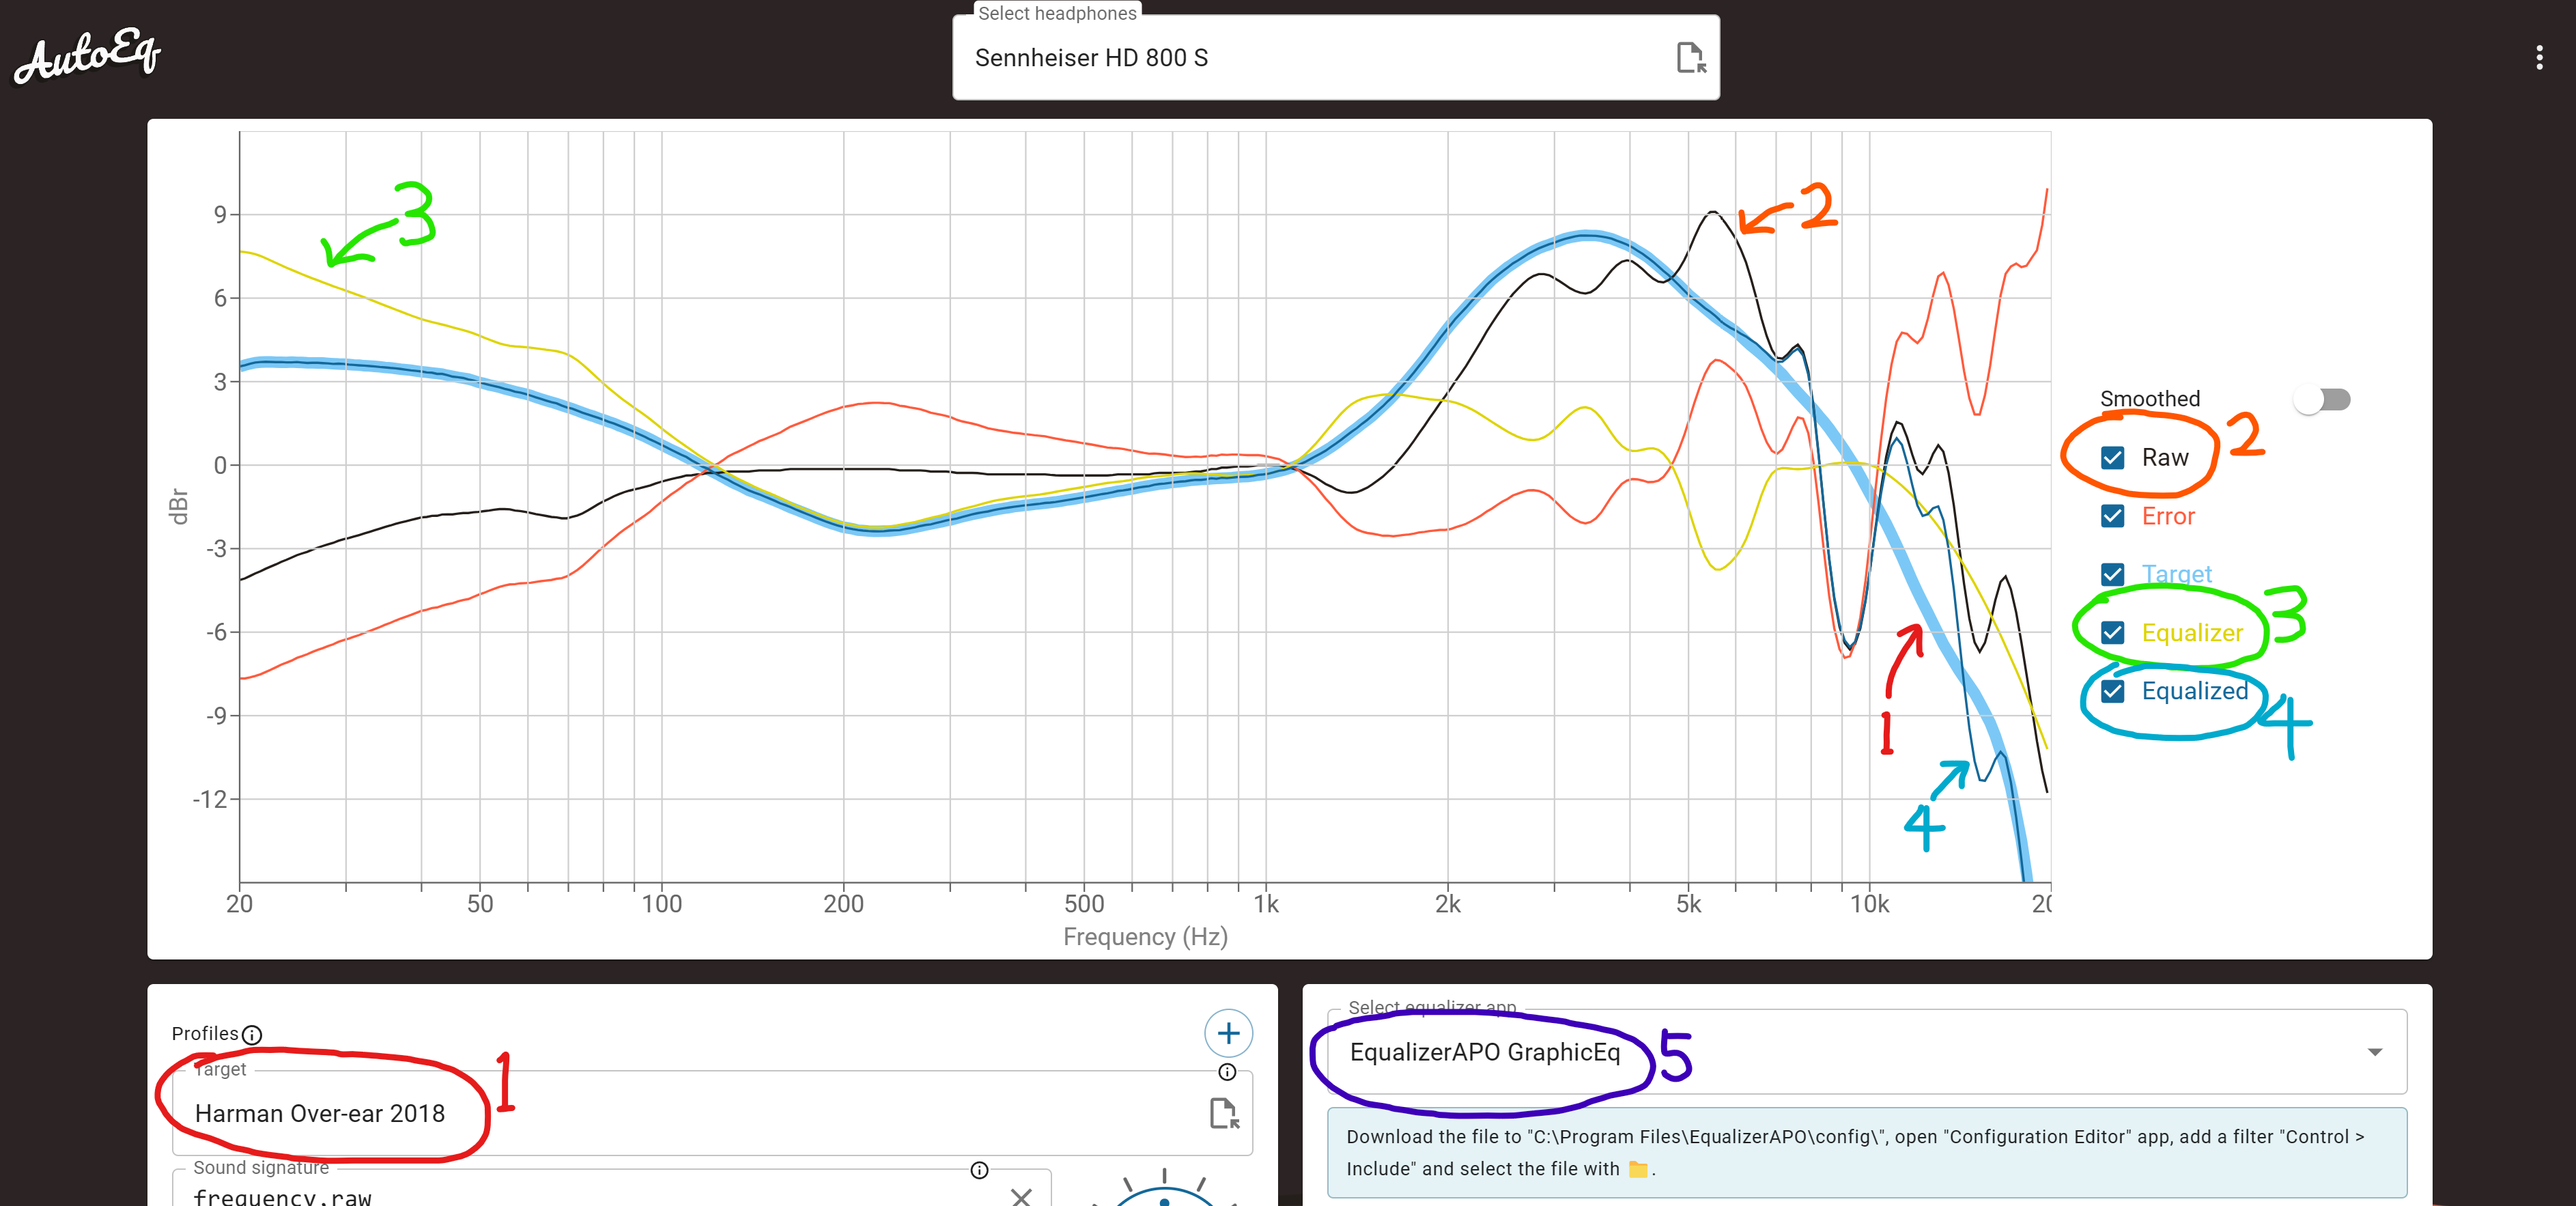 AutoEq
Select headphones
Sennheiser HD 800 S
3
2
9
6
3
0
-3
-6
-9
-12
dBr
Smoothed
Raw
2
Error
Target
Equalizer
3
Equalized
4
1
4
20
50
100
200
500
1k
2k
5k
10k
20
Frequency (Hz)
Profiles
Target
Harman Over-ear 2018
1
Sound signature
frequency,raw
Select equalizer app
EqualizerAPO GraphicEq
5
Download the file to "C:\Program Files\EqualizerAPO\config\", open "Configuration Editor" app, add a filter "Control >
Include" and select the file with 📁.